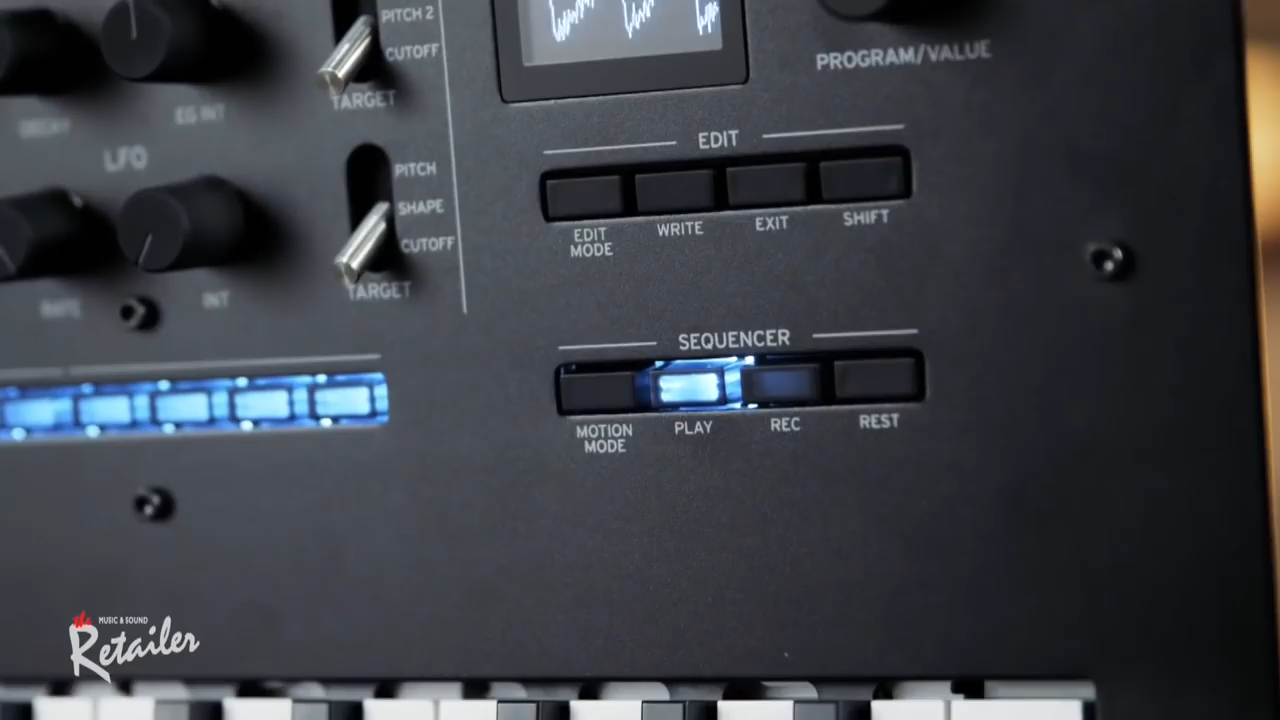 PITCH 2
CUTOFF
TARGET
PROGRAM/VALUE
DECAY
EG INT
LFO
EDIT
PITCH
SHAPE
CUTOFF
TARGET
EDIT
MODE
WRITE
EXIT
SHIFT
RATE
INT
SEQUENCER
MOTION
MODE
PLAY
REC
REST
the MUSIC & SOUND
Retailer